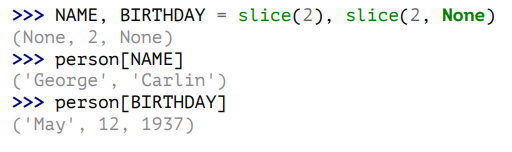 >>> NAME, BIRTHDAY = slice(2), slice(2, None)
(None, 2, None)
>>> person[NAME]
('George', 'Carlin')
>>> person[BIRTHDAY]
('May', 12, 1937)